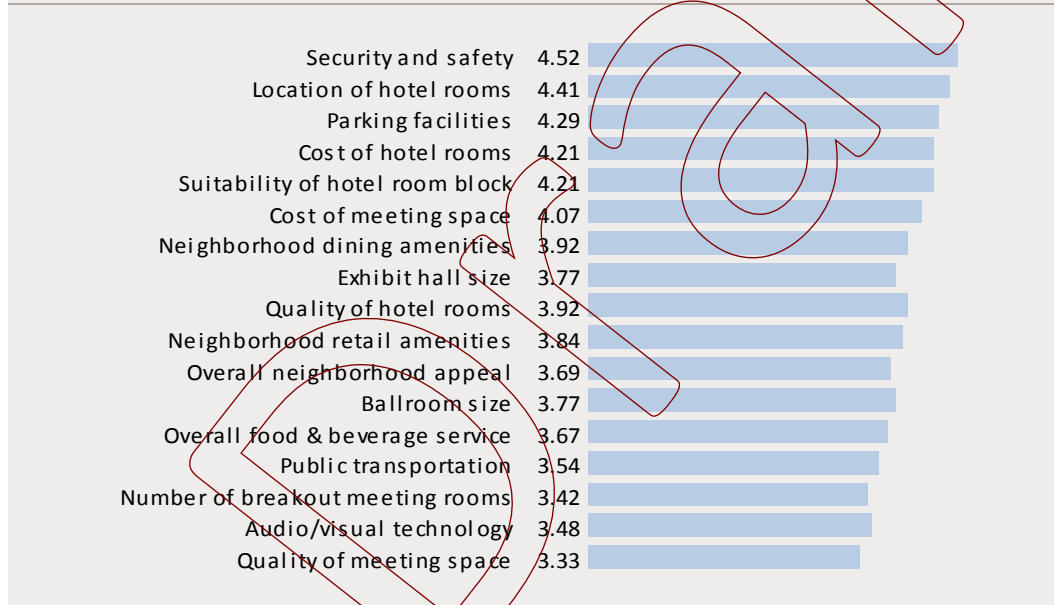 Security and safety 4.52
Location of hotel rooms 4.41
Parking facilities 4.29
Cost of hotel rooms 4.21
Suitability of hotel room block 4.21
Cost of meeting space 4.07
Neighborhood dining amenities 3.92
Exhibit hall size 3.77
Quality of hotel rooms 3.92
Neighborhood retail amenities 3.84
Overall neighborhood appeal 3.69
Ballroom size 3.77
Overall food & beverage service 3.67
Public transportation 3.54
Number of breakout meeting rooms 3.42
Audio/visual technology 3.48
Quality of meeting space 3.33
Draft